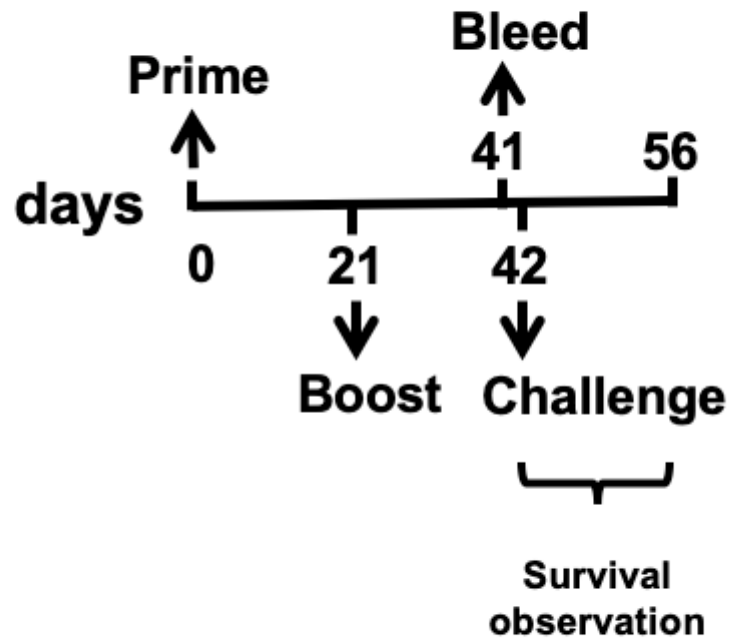 Bleed
Prime
41 56
days
0 21 42
Boost Challenge
Survival
observation